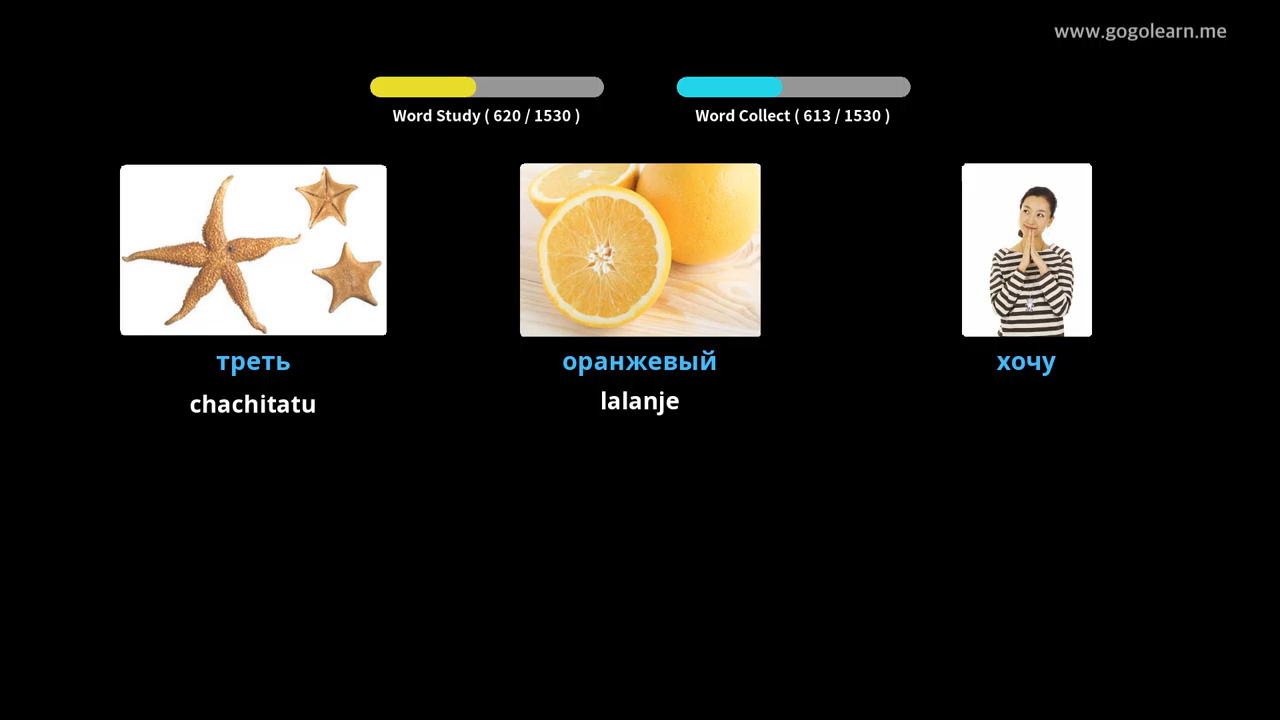 www.gogolearn.me
Word Study ( 620 / 1530 )
Word Collect ( 613 / 1530 )
треть
оранжевый
хочу
chachitatu
lalanje